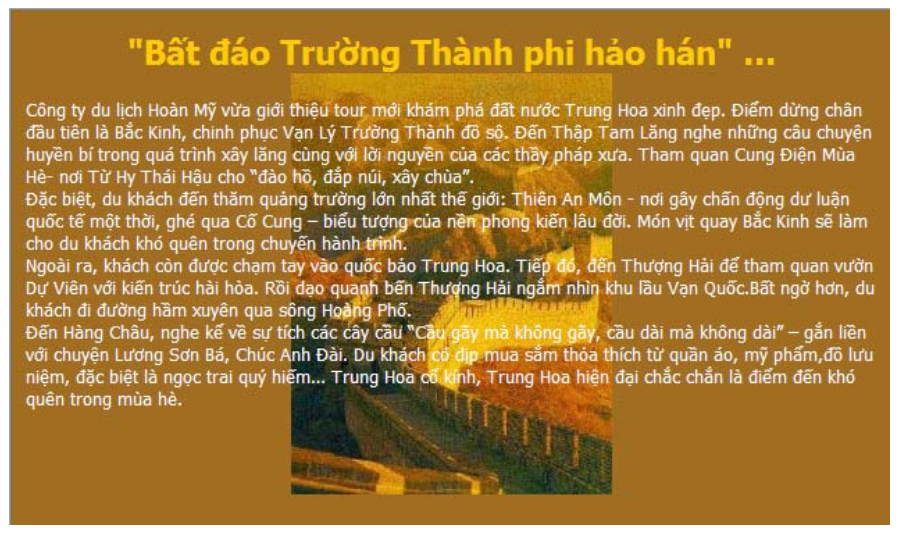 "Bất đáo Trường Thành phi hảo hán" ...
Công ty du lịch Hoàn Mỹ vừa giới thiệu tour mới khám phá đất nước Trung Hoa xinh đẹp. Điểm dừng chân
đầu tiên là Bắc Kinh, chinh phục Vạn Lý Trường Thành đồ sộ. Đến Thập Tam Lăng nghe những câu chuyện
huyền bí trong quá trình xây lăng cùng với lời nguyền của các thầy pháp xưa. Tham quan Cung Điện Mùa
Hè- nơi Từ Hy Thái Hậu cho “đào hồ, đắp núi, xây chùa”.
Đặc biệt, du khách đến thăm quảng trường lớn nhất thế giới: Thiên An Môn - nơi gây chấn động dư luận
quốc tế một thời, ghé qua Cố Cung – biểu tượng của nền phong kiến lâu đời. Món vịt quay Bắc Kinh sẽ làm
cho du khách khó quên trong chuyến hành trình.
Ngoài ra, khách còn được chạm tay vào quốc bảo Trung Hoa. Tiếp đó, đến Thượng Hải để tham quan vườn
Dự Viên với kiến trúc hài hòa. Rồi dạo quanh bến Thượng Hải ngắm nhìn khu lầu Vạn Quốc.Bất ngờ hơn, du
khách đi đường hầm xuyên qua sông Hoàng Phố.
Đến Hàng Châu, nghe kể về sự tích các cây cầu “Cầu gãy mà không gãy, cầu dài mà không dài” – gắn liền
với chuyện Lương Sơn Bá, Chúc Anh Đài. Du khách có dịp mua sắm thỏa thích từ quần áo, mỹ phẩm,đồ lưu
niệm, đặc biệt là ngọc trai quý hiếm... Trung Hoa cổ kính, Trung Hoa hiện đại chắc chắn là điểm đến khó
quên trong mùa hè.